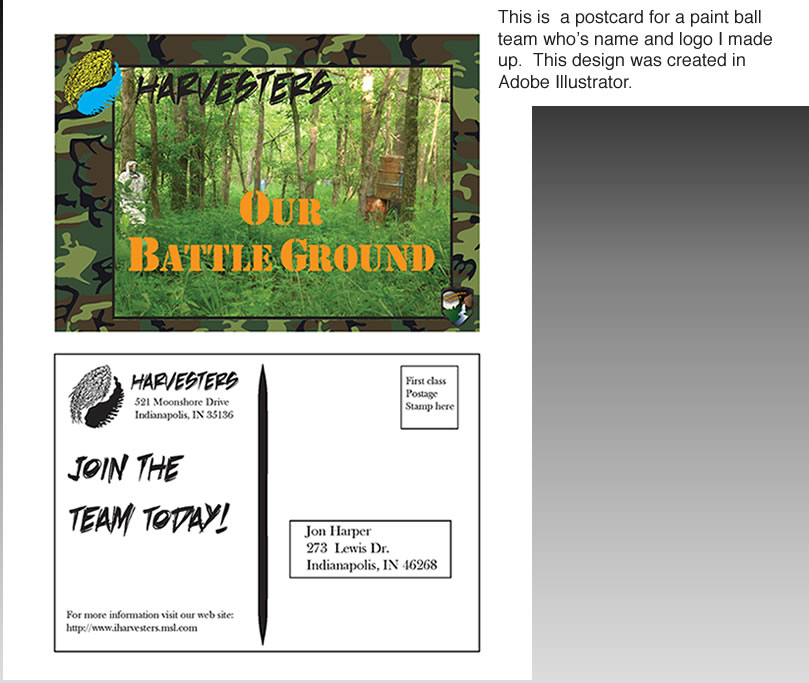 This is  a postcard for a paint ball
team who's name and logo I made
up.  This design was created in
Adobe Illustrator.
HARVESTERS
OUR
BATTLE GROUND
HARVESTERS
521 Moonshore Drive
Indianapolis, IN 35136
JOIN THE
TEAM TODAY!
For more information visit our web site:
http://www.iharvesters.msl.com
First class
Postage
Stamp here
Jon Harper
273  Lewis Dr.
Indianapolis, IN 46268